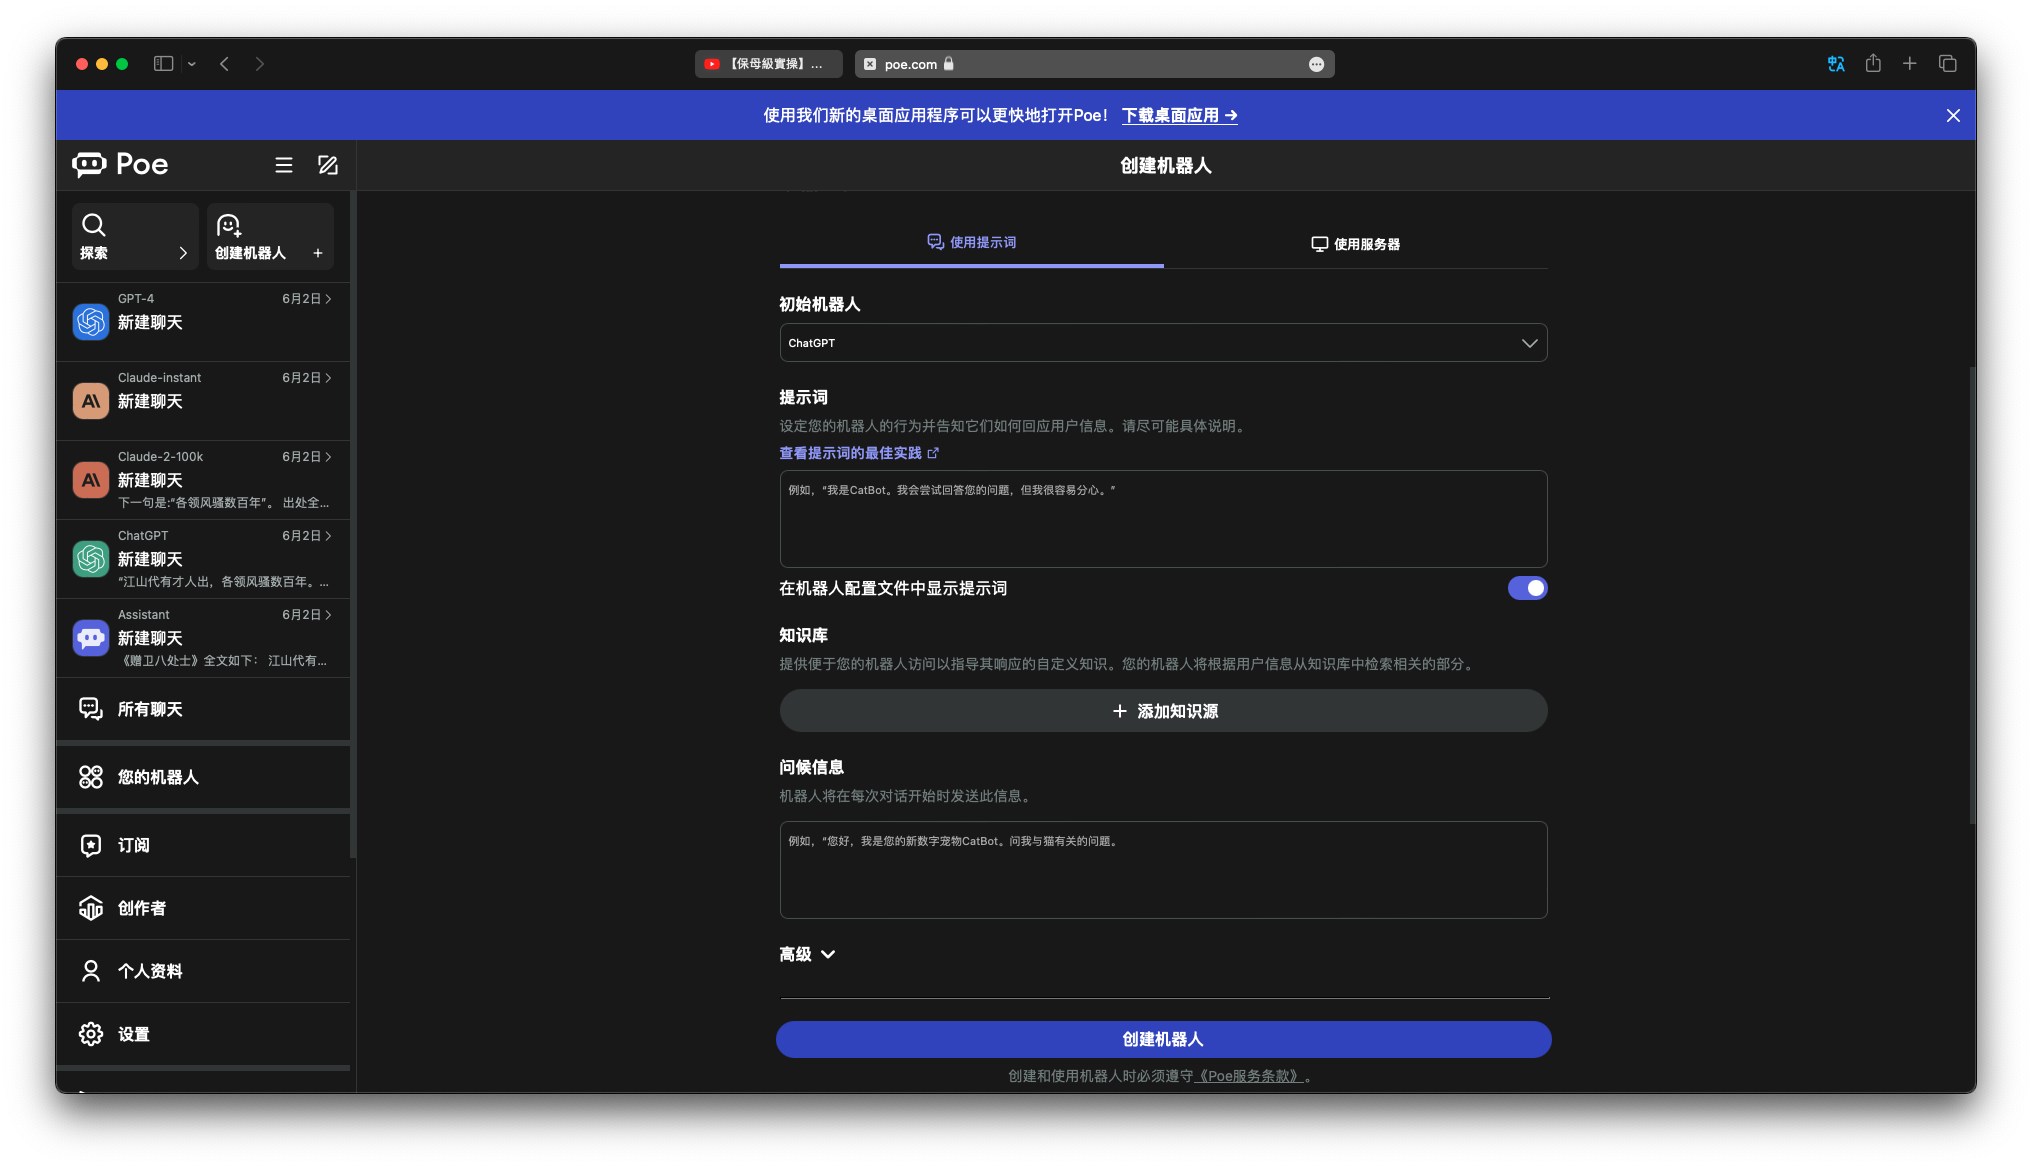 【保母級實操】...
poe.com
使用我们新的桌面应用程序可以更快地打开Poe！ 下载桌面应用 →
Poe
创建机器人
探索
创建机器人 +
GPT-4 6月2日
新建聊天
Claude-instant 6月2日
新建聊天
Claude-2-100k 6月2日
新建聊天
下一句是:“各领风骚数百年”。 出处全...
ChatGPT 6月2日
新建聊天
“江山代有才人出，各领风骚数百年。...
Assistant 6月2日
新建聊天
《赠卫八处士》全文如下： 江山代有...
所有聊天
您的机器人
订阅
创作者
个人资料
设置
使用提示词
使用服务器
初始机器人
ChatGPT
提示词
设定您的机器人的行为并告知它们如何回应用户信息。请尽可能具体说明。
查看提示词的最佳实践
例如，“我是CatBot。我会尝试回答您的问题，但我很容易分心。”
在机器人配置文件中显示提示词
知识库
提供便于您的机器人访问以指导其响应的自定义知识。您的机器人将根据用户信息从知识库中检索相关的部分。
+ 添加知识源
问候信息
机器人将在每次对话开始时发送此信息。
例如，“您好，我是您的新数字宠物CatBot。问我与猫有关的问题。
高级
创建机器人
创建和使用机器人时必须遵守《Poe服务条款》。